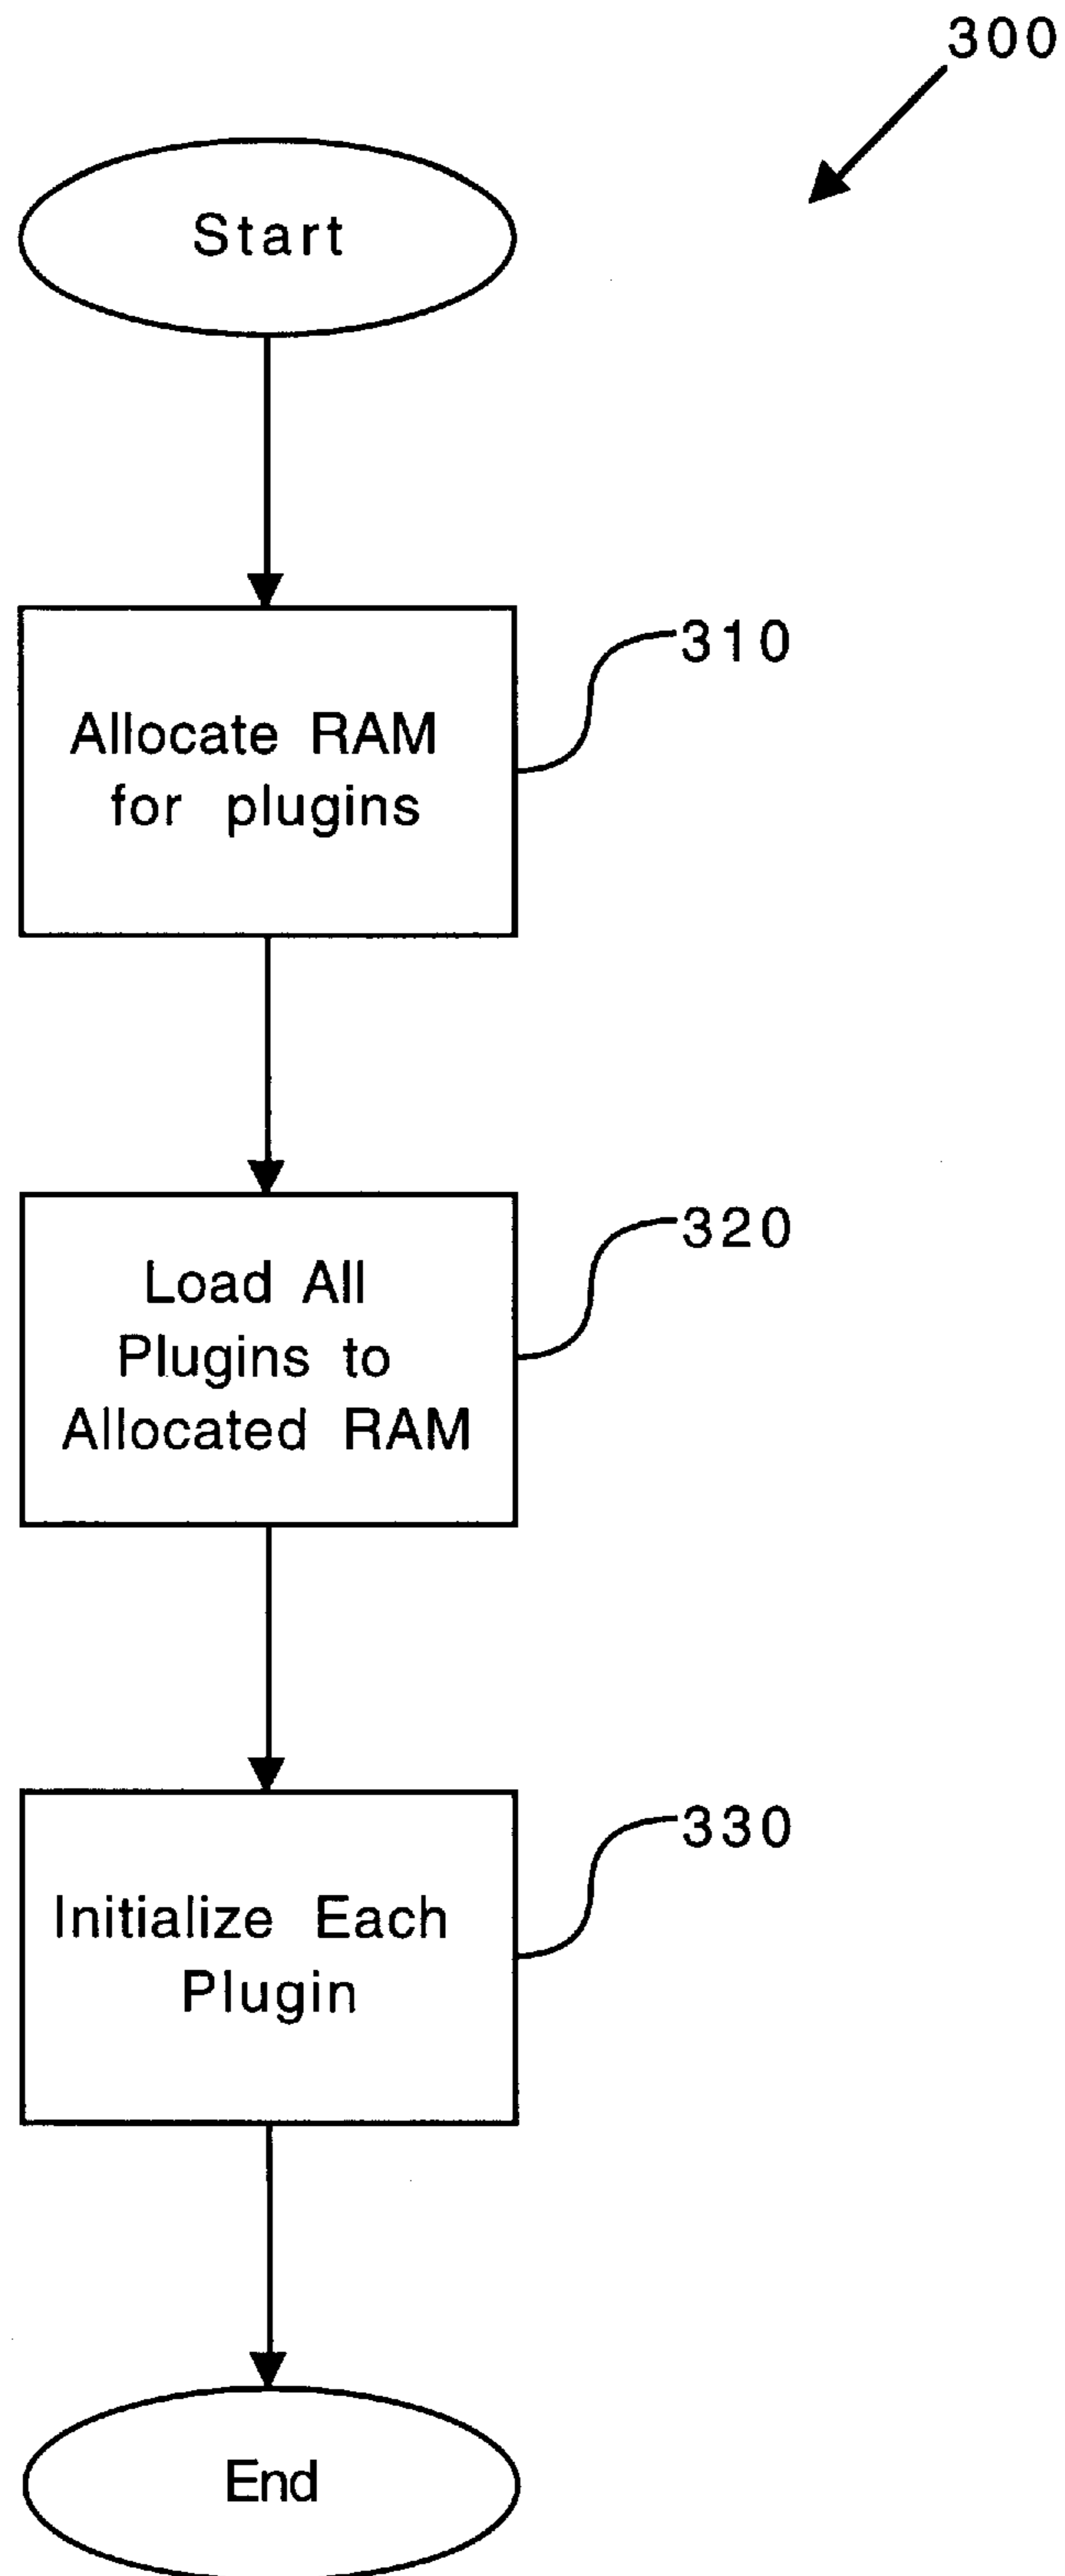 300
Start
310
Allocate RAM
for plugins
320
Load All
Plugins to
Allocated RAM
330
Initialize Each
Plugin
End